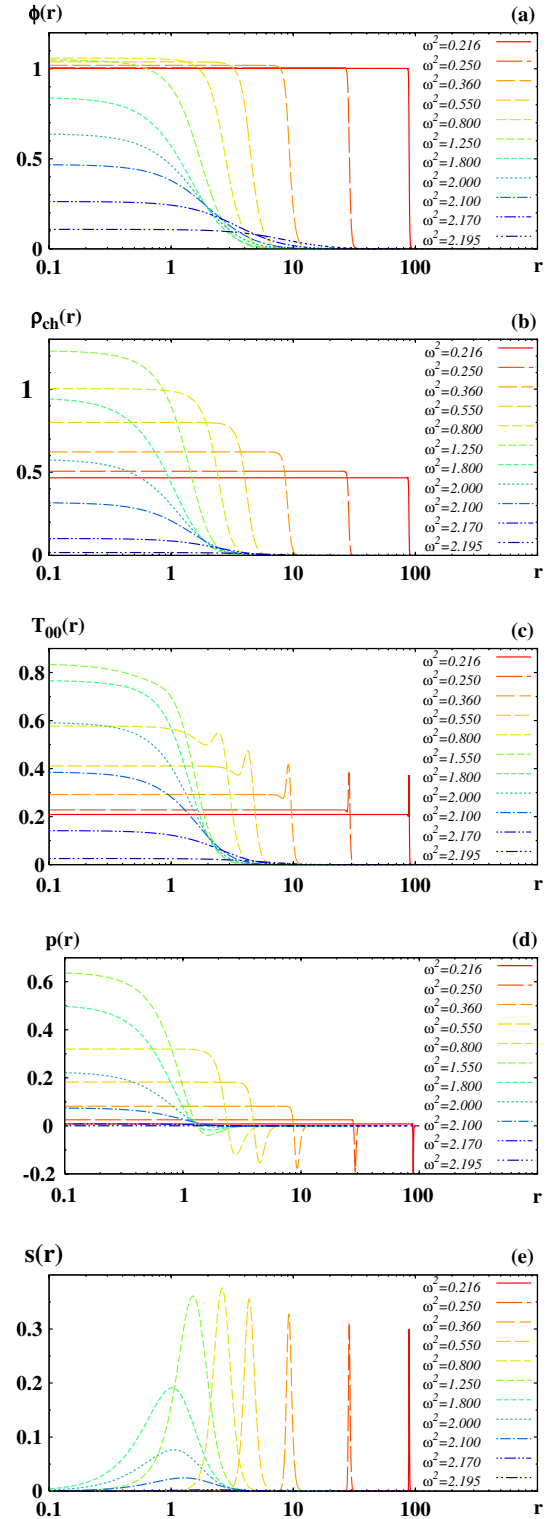 ϕ(r)
(a)
1
0.5
0
ω²=0.216
ω²=0.250
ω²=0.360
ω²=0.550
ω²=0.800
ω²=1.250
ω²=1.800
ω²=2.000
ω²=2.100
ω²=2.170
ω²=2.195
0.1 1 10 100 r
ρch(r)
(b)
1
0.5
0
ω²=0.216
ω²=0.250
ω²=0.360
ω²=0.550
ω²=0.800
ω²=1.250
ω²=1.800
ω²=2.000
ω²=2.100
ω²=2.170
ω²=2.195
0.1 1 10 100 r
T00(r)
(c)
0.8
0.6
0.4
0.2
0
ω²=0.216
ω²=0.250
ω²=0.360
ω²=0.550
ω²=0.800
ω²=1.550
ω²=1.800
ω²=2.000
ω²=2.100
ω²=2.170
ω²=2.195
0.1 1 10 100 r
p(r)
(d)
0.6
0.4
0.2
0
-0.2
ω²=0.216
ω²=0.250
ω²=0.360
ω²=0.550
ω²=0.800
ω²=1.550
ω²=1.800
ω²=2.000
ω²=2.100
ω²=2.170
ω²=2.195
0.1 1 10 100 r
s(r)
(e)
0.3
0.2
0.1
0
ω²=0.216
ω²=0.250
ω²=0.360
ω²=0.550
ω²=0.800
ω²=1.250
ω²=1.800
ω²=2.000
ω²=2.100
ω²=2.170
ω²=2.195
0.1 1 10 100 r